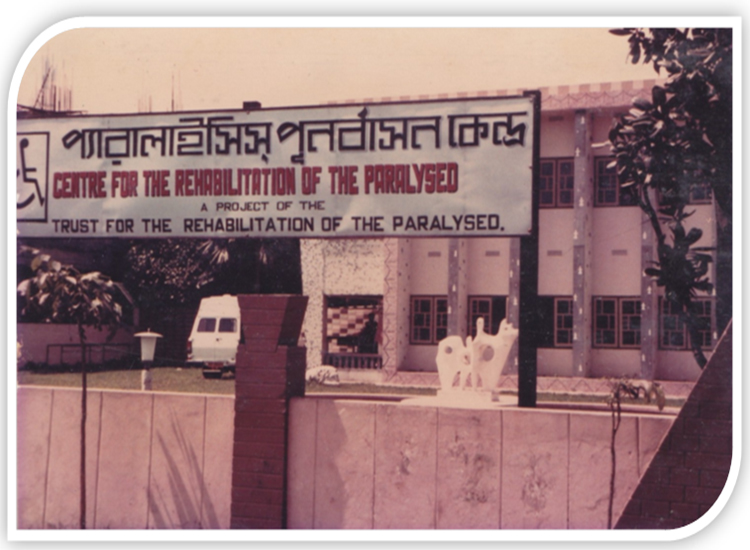 প্যারালাইসিস্ পূনর্বাসন কেন্দ্র
CENTRE FOR THE REHABILITATION OF THE PARALYSED
A PROJECT OF THE
TRUST FOR THE REHABILITATION OF THE PARALYSED.